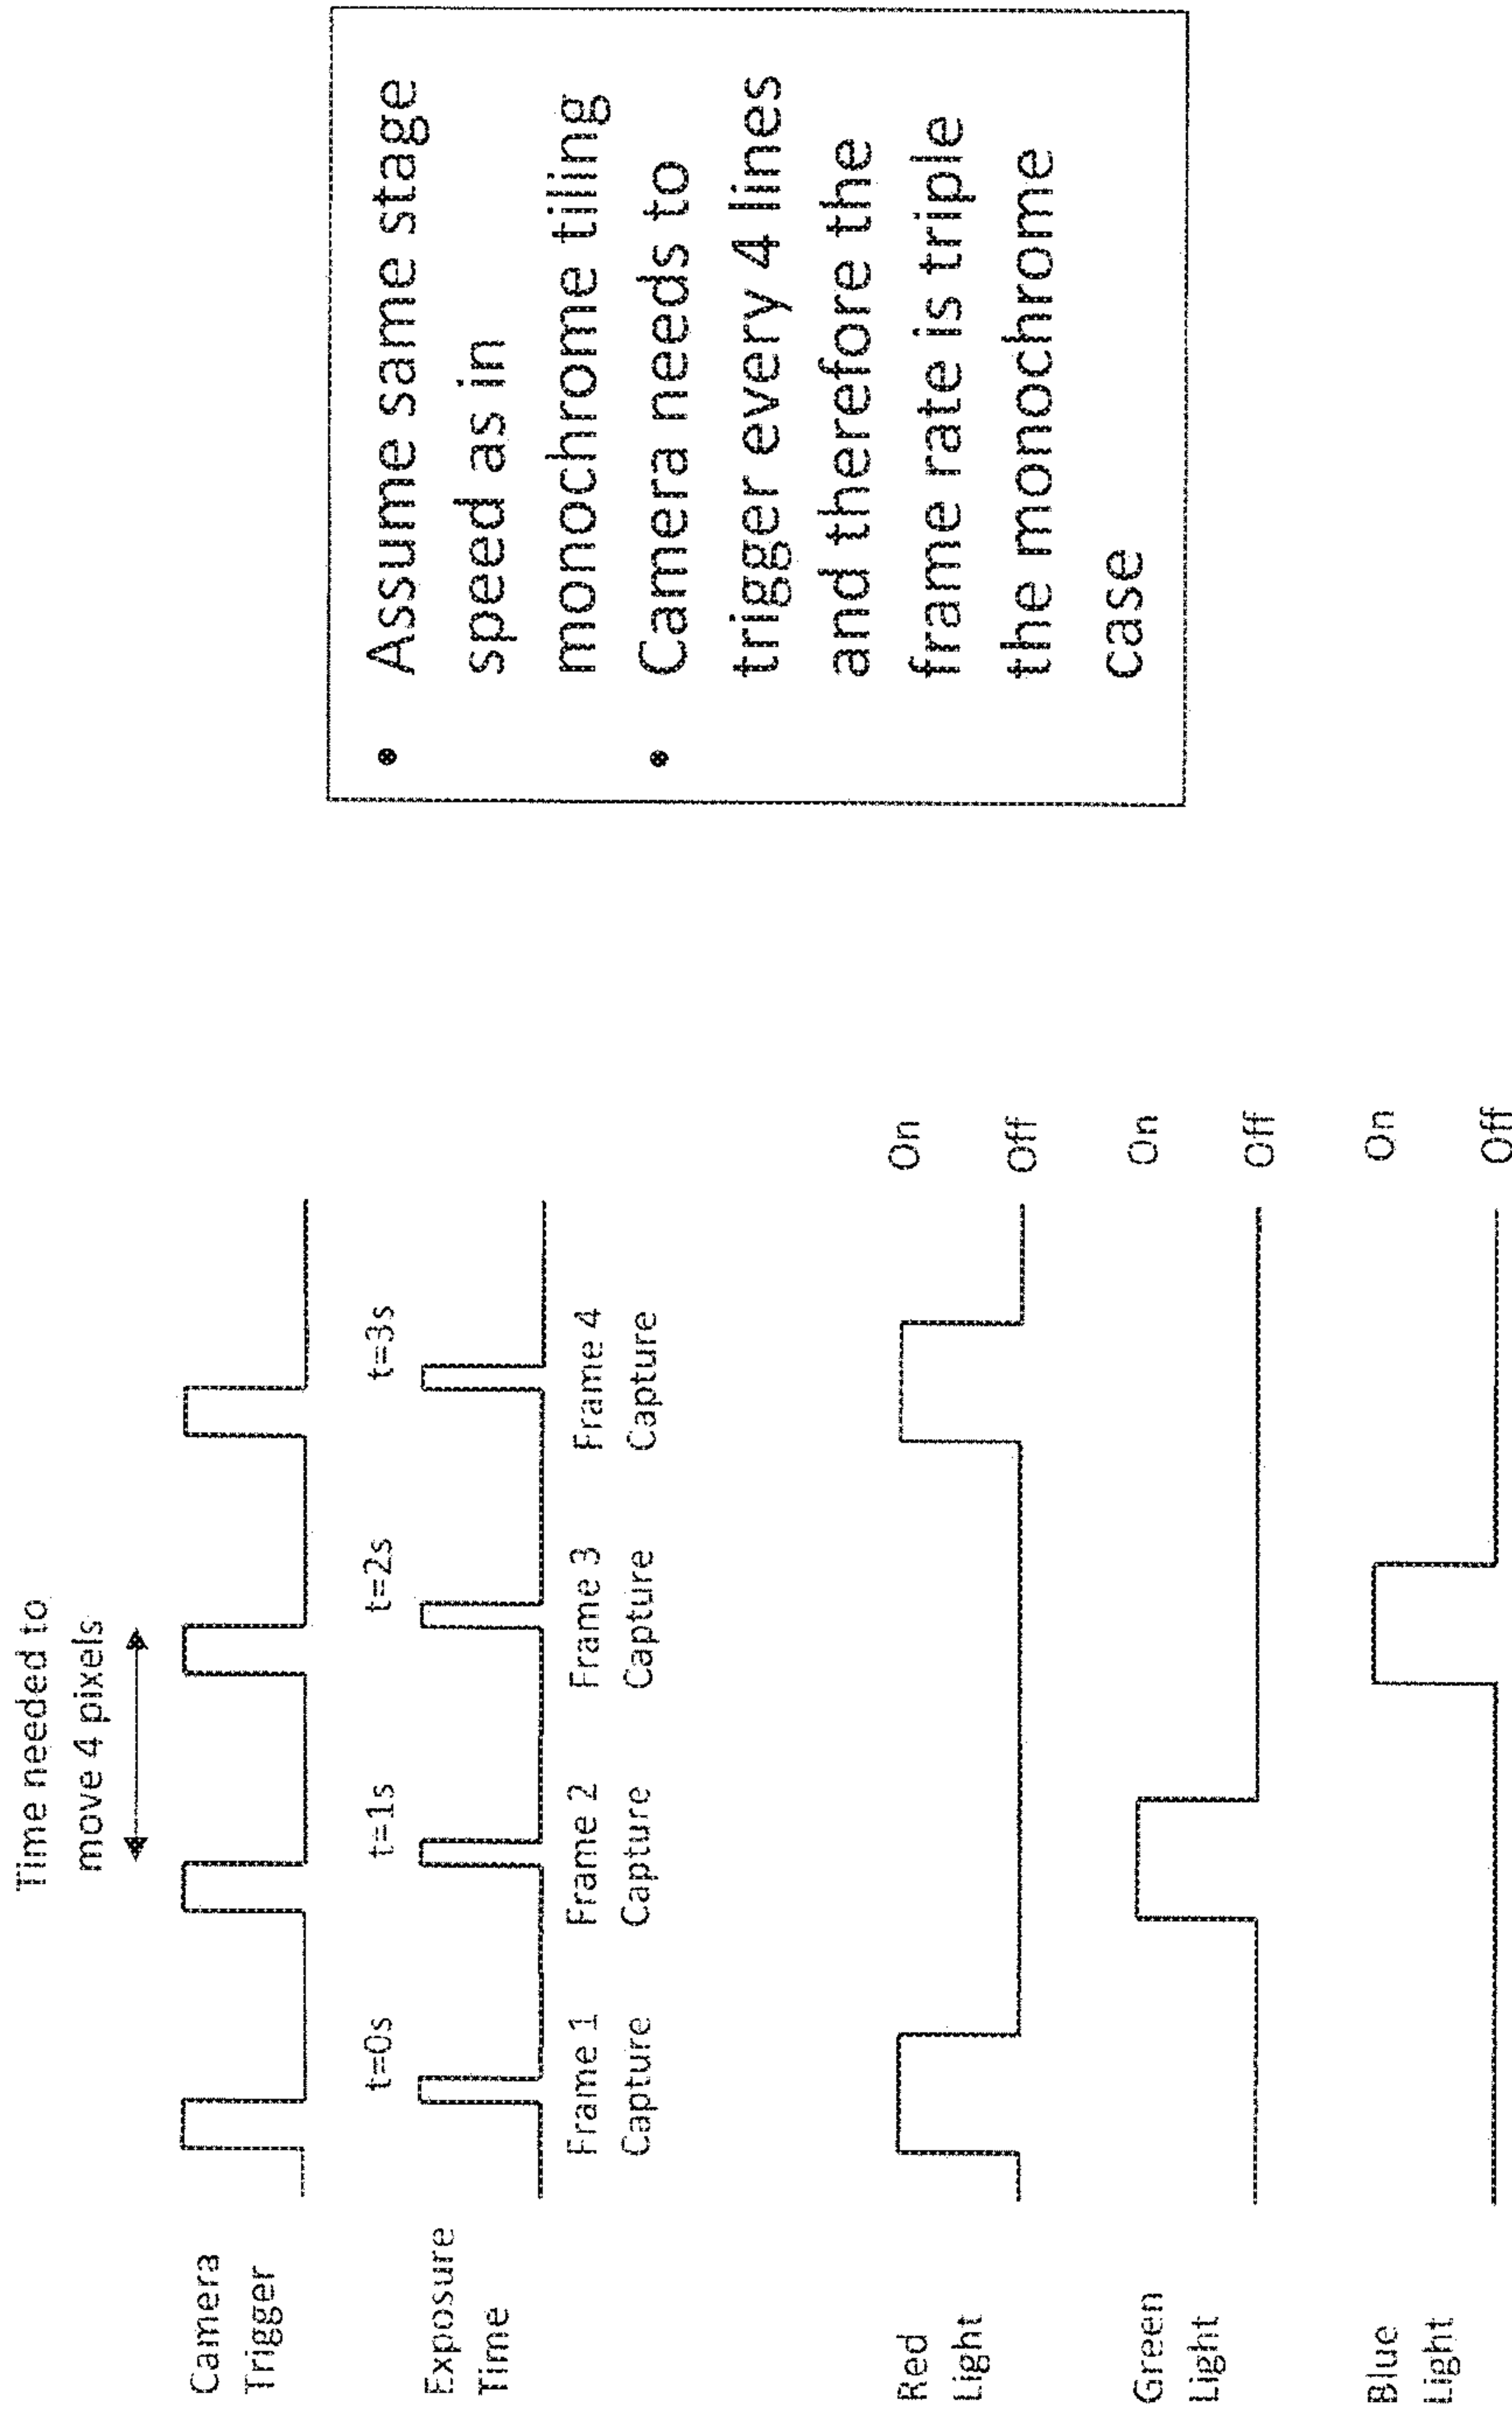 Time needed to
move 4 pixels
Camera
Trigger
t=0s
t=1s
t=2s
t=3s
Exposure
Time
Frame 1
Capture
Frame 2
Capture
Frame 3
Capture
Frame 4
Capture
Red
Light
On
Off
Green
Light
On
Off
Blue
Light
On
Off
• Assume same stage
speed as in
monochrome tilling
• Camera needs to
trigger every 4 lines
and therefore the
frame rate is triple
the monochrome
case